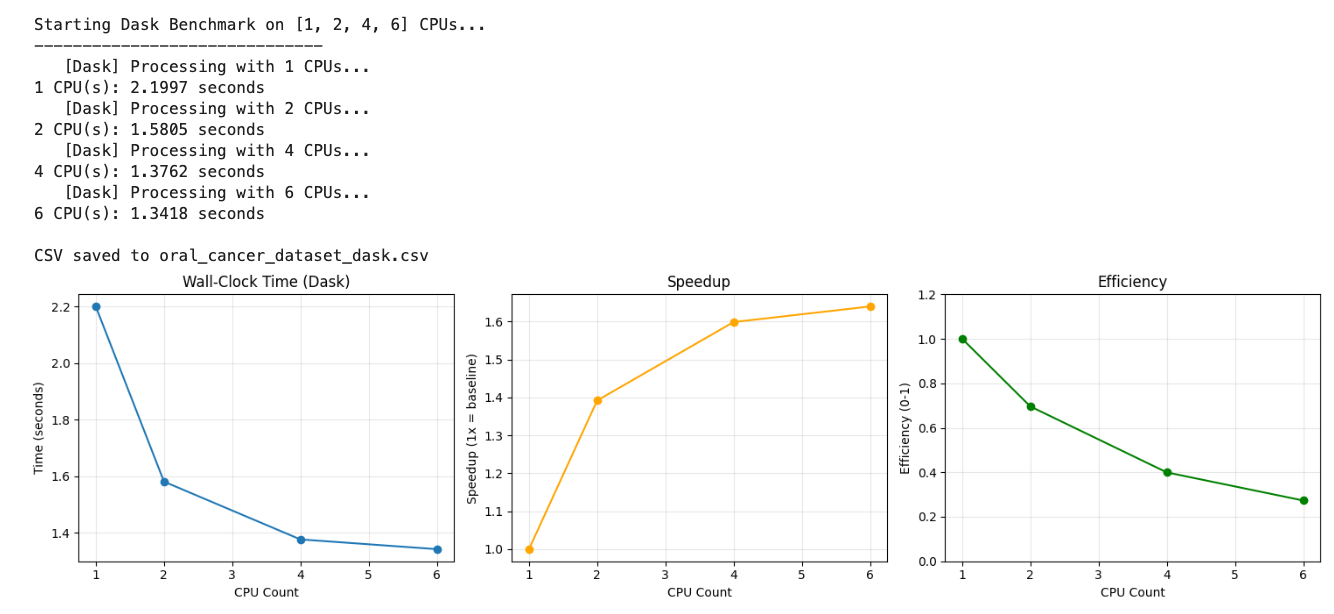 Starting Dask Benchmark on [1, 2, 4, 6] CPUs...
------------------------------
[Dask] Processing with 1 CPUs...
1 CPU(s): 2.1997 seconds
[Dask] Processing with 2 CPUs...
2 CPU(s): 1.5805 seconds
[Dask] Processing with 4 CPUs...
4 CPU(s): 1.3762 seconds
[Dask] Processing with 6 CPUs...
6 CPU(s): 1.3418 seconds
CSV saved to oral_cancer_dataset_dask.csv
Wall-Clock Time (Dask)
Time (seconds)
2.2
2.0
1.8
1.6
1.4
1 2 3 4 5 6
CPU Count
Speedup
Speedup (1x = baseline)
1.6
1.5
1.4
1.3
1.2
1.1
1.0
1 2 3 4 5 6
CPU Count
Efficiency
Efficiency (0-1)
1.2
1.0
0.8
0.6
0.4
0.2
0.0
1 2 3 4 5 6
CPU Count